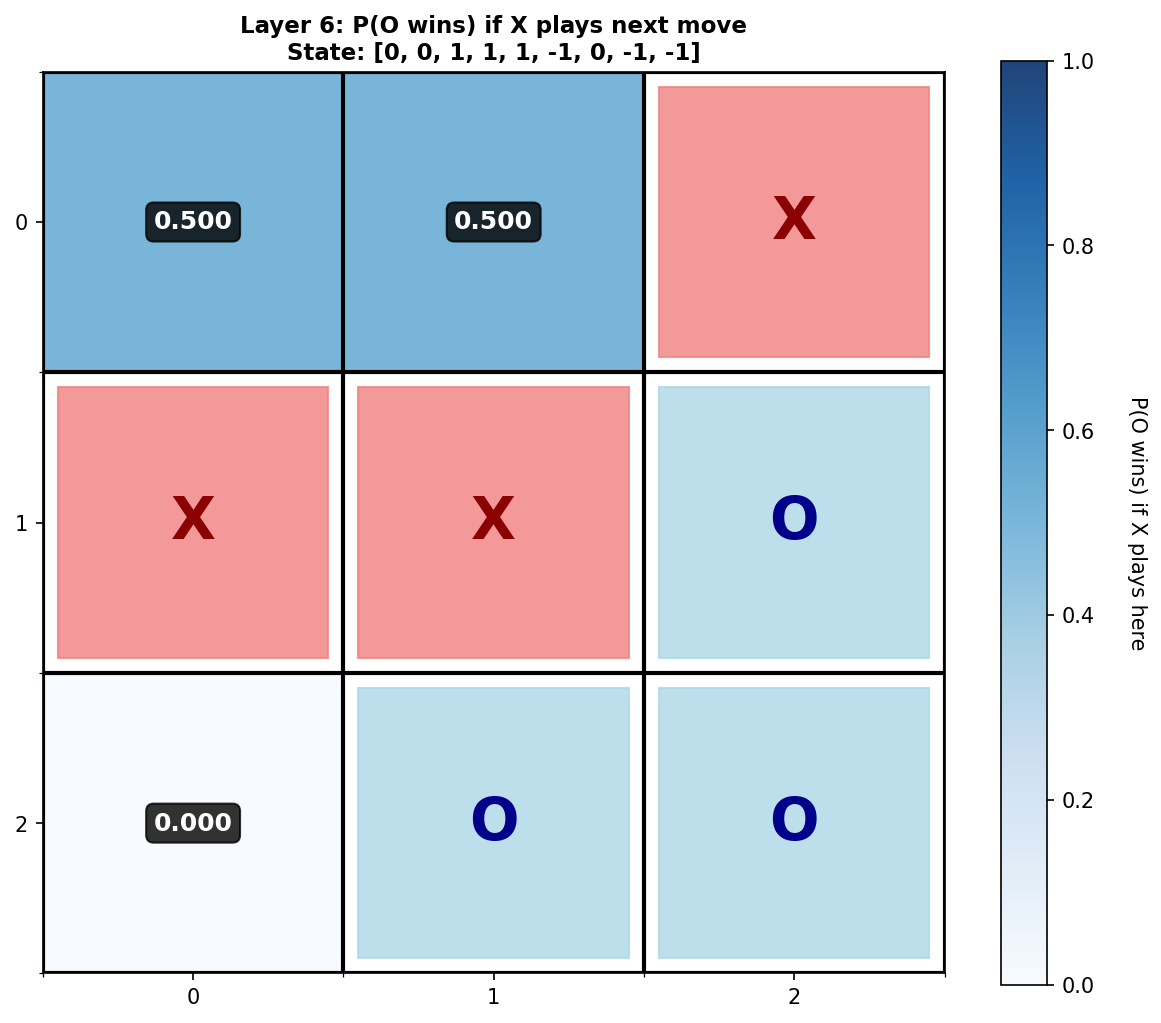 Layer 6: P(O wins) if X plays next move
State: [0, 0, 1, 1, 1, -1, 0, -1, -1]
0 0.500 0.500 X
1 X X O
2 0.000 O O
0 1 2
1.0
0.8
0.6
0.4
0.2
0.0
P(O wins) if X plays here